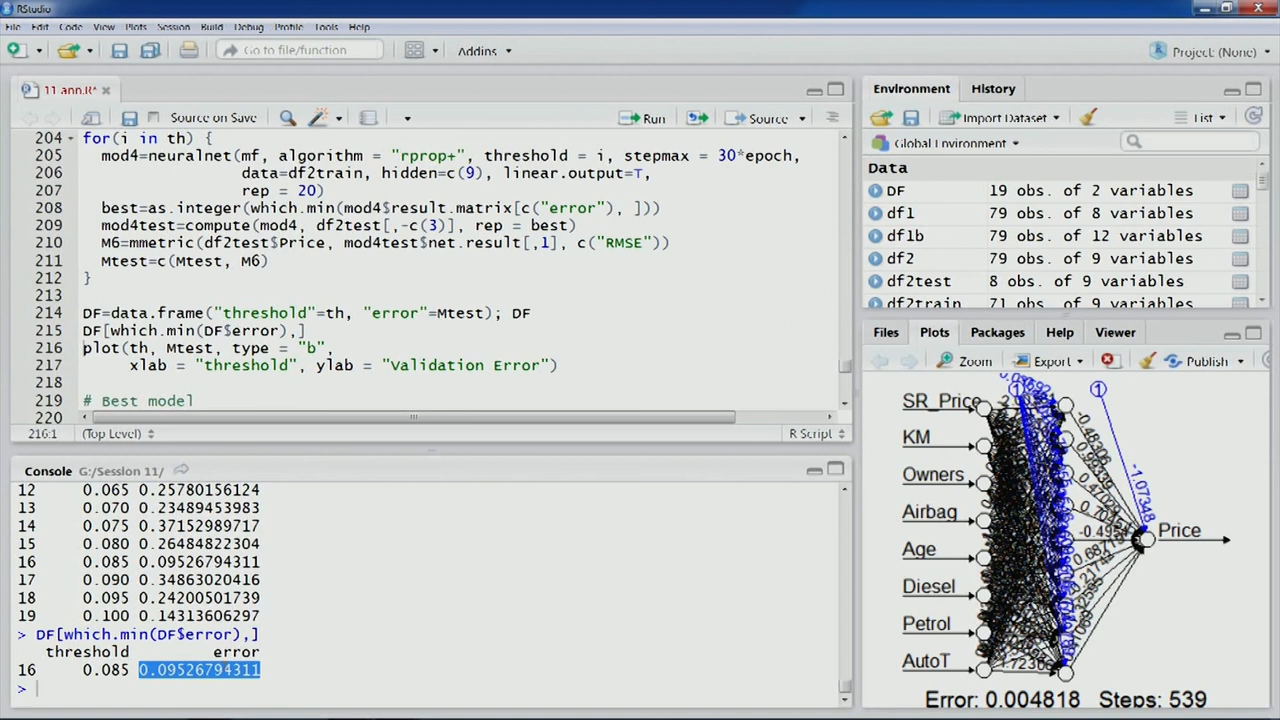 RStudio
File Edit Code View Plots Session Build Debug Profile Tools Help
Go to file/function Addins Project: (None)
11 ann.R*
Source on Save Run Source
204 for(i in th) {
205 mod4=neuralnet(mf, algorithm = "rprop+", threshold = i, stepmax = 30*epoch,
206 data=df2train, hidden=c(9), linear.output=T,
207 rep = 20)
208 best=as.integer(which.min(mod4$result.matrix[c("error"), ]))
209 mod4test=compute(mod4, df2test[,-c(3)], rep = best)
210 M6=mmetric(df2test$Price, mod4test$net.result[,1], c("RMSE"))
211 Mtest=c(Mtest, M6)
212 }
213
214 DF=data.frame("threshold"=th, "error"=Mtest); DF
215 DF[which.min(DF$error),]
216 plot(th, Mtest, type = "b",
217 xlab = "threshold", ylab = "Validation Error")
218
219 # Best model
220
216:1 (Top Level) R Script
Console G:/Session 11/
12 0.065 0.25780156124
13 0.070 0.23489453983
14 0.075 0.37152989717
15 0.080 0.26484822304
16 0.085 0.09526794311
17 0.090 0.34863020416
18 0.095 0.24200501739
19 0.100 0.14313606297
> DF[which.min(DF$error),]
threshold error
16 0.085 0.09526794311
>
Environment History
Import Dataset List
Global Environment
Data
DF 19 obs. of 2 variables
df1 79 obs. of 8 variables
df1b 79 obs. of 12 variables
df2 79 obs. of 9 variables
df2test 8 obs. of 9 variables
df2train 71 obs. of 9 variables
Files Plots Packages Help Viewer
Zoom Export Publish
1 1
SR_Price
KM
Owners
Airbag
Age
Diesel
Petrol
AutoT
-0.48308
-1.07348
Price
Error: 0.004818 Steps: 539